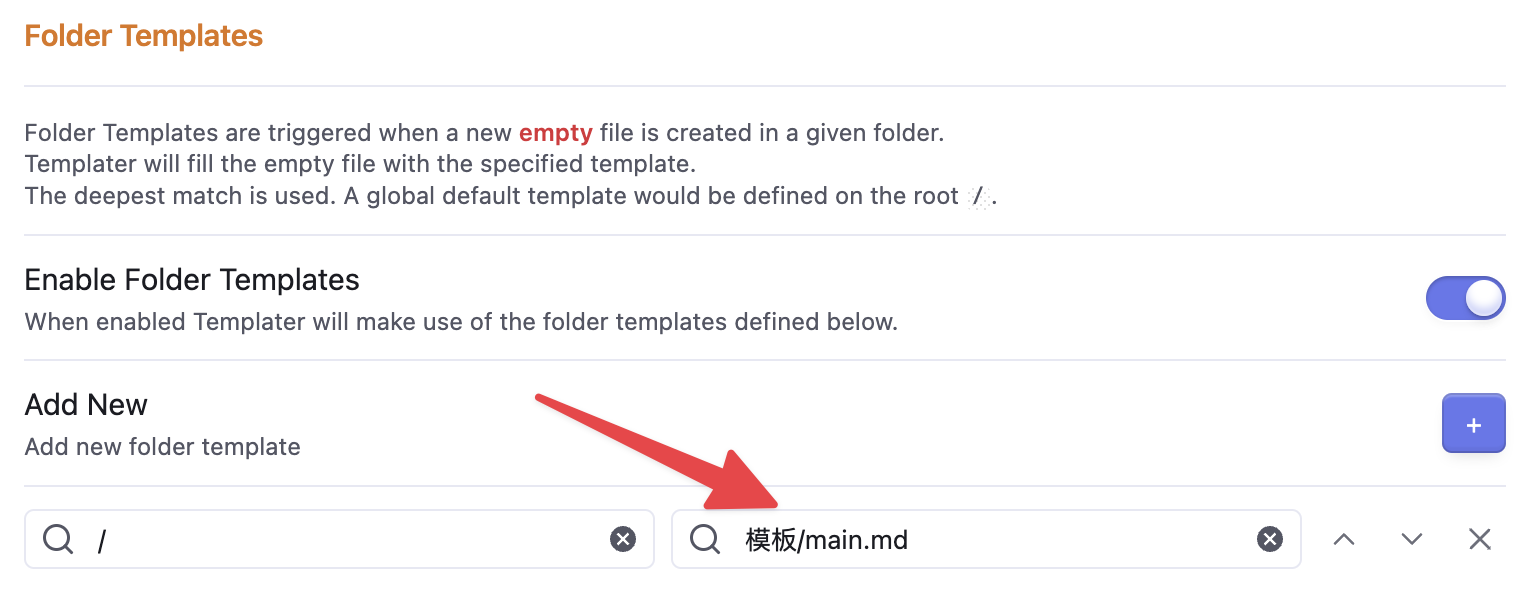 Folder Templates
Folder Templates are triggered when a new empty file is created in a given folder.
Templater will fill the empty file with the specified template.
The deepest match is used. A global default template would be defined on the root /.
Enable Folder Templates
When enabled Templater will make use of the folder templates defined below.
Add New
Add new folder template
+
/
模板/main.md